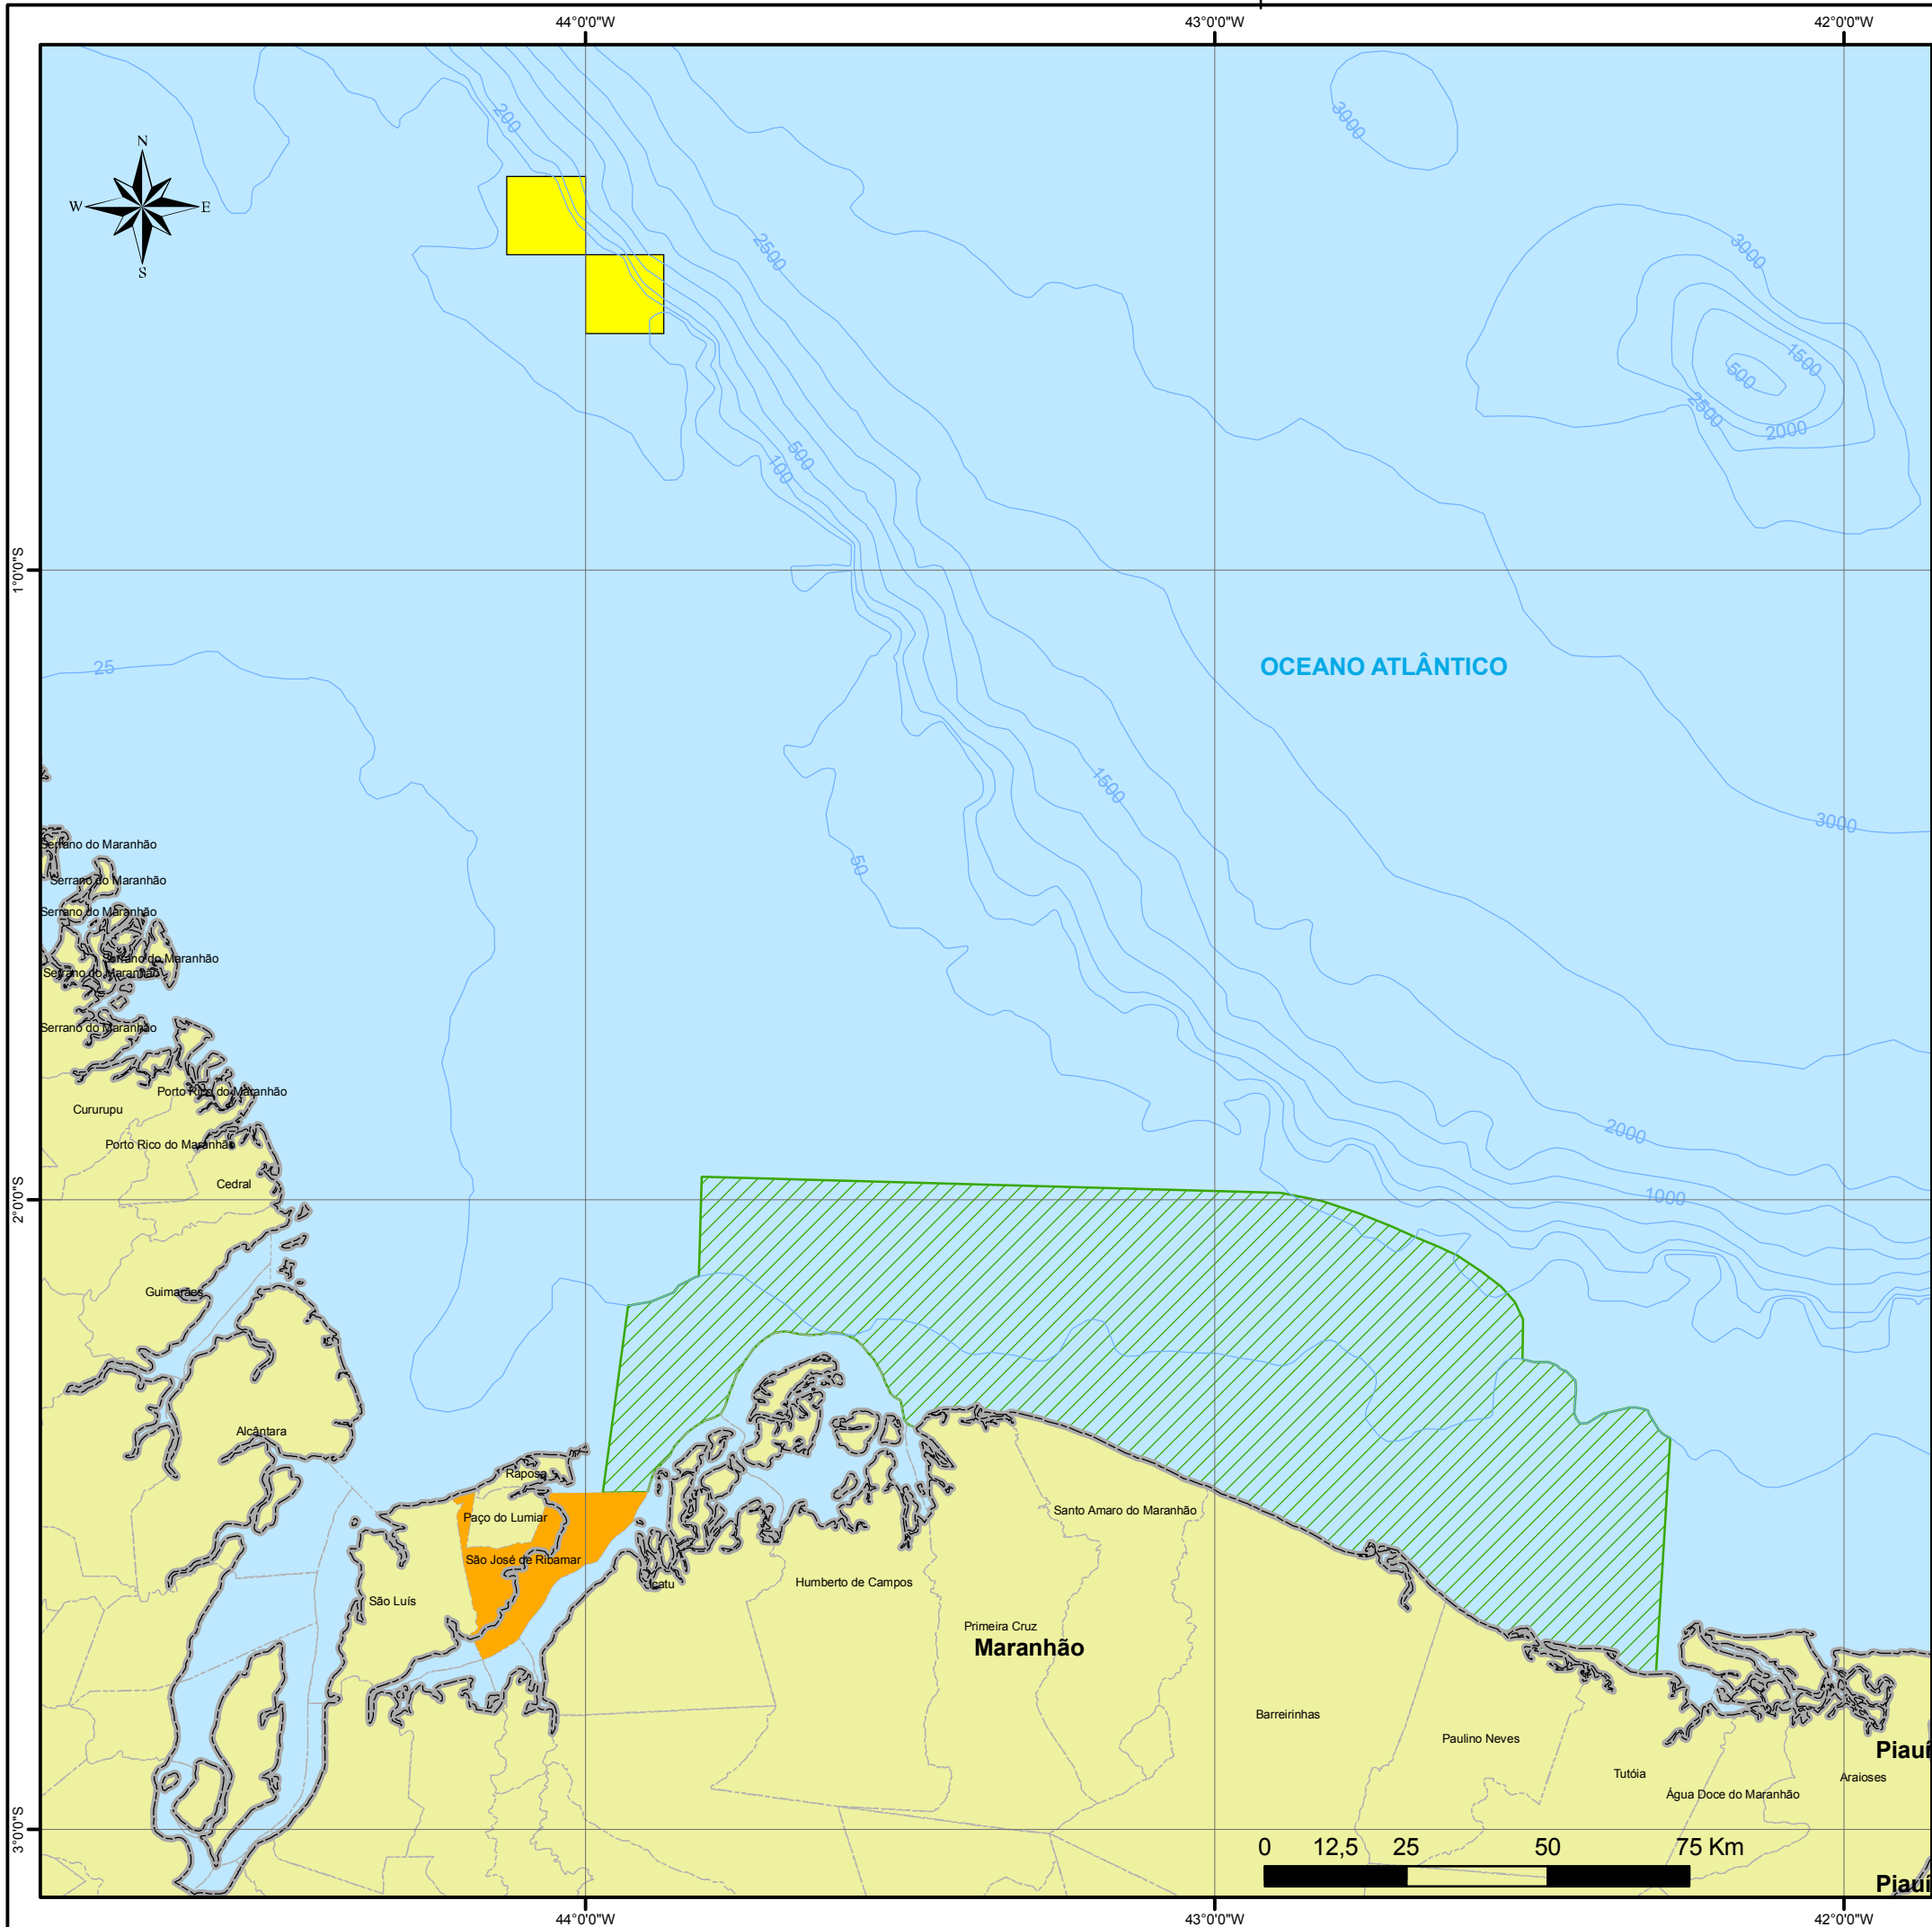 44°0'0"W
43°0'0"W
42°0'0"W
N
W
E
S
200
3000
2500
3000
1500
500
2500
2000
500
100
1°0'0"S
25
OCEANO ATLÂNTICO
1500
3000
50
Serrano do Maranhão
Serrano do Maranhão
Serrano do Maranhão
Serrano do Maranhão
Serrano do Maranhão
Serrano do Maranhão
Porto Rico do Maranhão
Cururupu
Porto Rico do Maranhão
2000
Cedral
1000
2°0'0"S
Guimarães
Alcântara
Raposa
Paço do Lumiar
Santo Amaro do Maranhão
São José de Ribamar
Icatu
Humberto de Campos
São Luís
Primeira Cruz
Maranhão
Barreirinhas
Paulino Neves
Piauí
Tutóia
Araioses
Água Doce do Maranhão
3°0'0"S
0 12,5 25 50 75 Km
Piauí
44°0'0"W
43°0'0"W
42°0'0"W